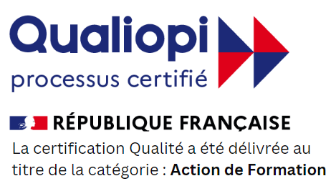 Qualiopi
processus certifié
RÉPUBLIQUE FRANÇAISE
La certification Qualité a été délivrée au
titre de la catégorie : Action de Formation